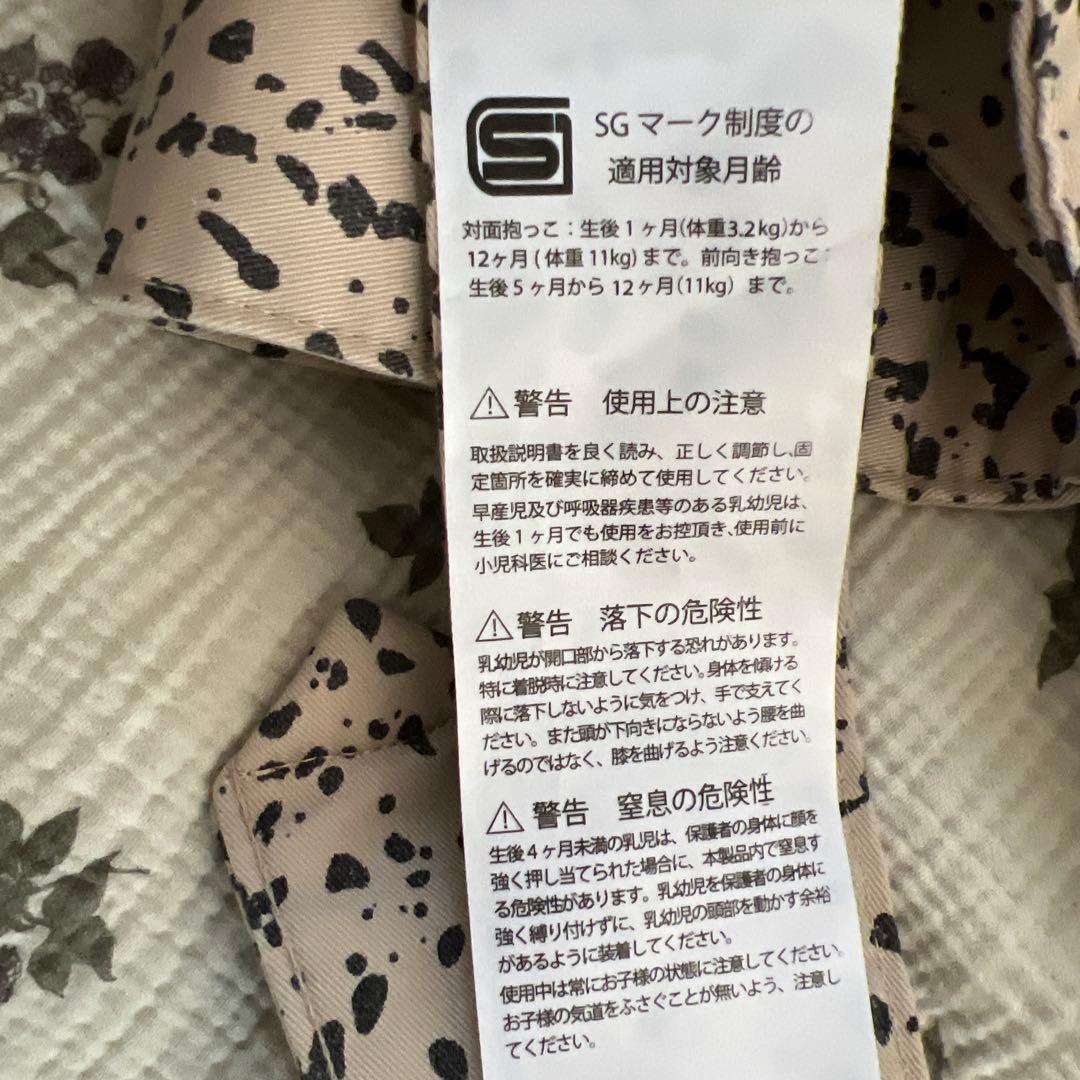 SG マーク制度の
適用対象月齢
対面抱っこ：生後１ヶ月（体重3.2kg）から
12ヶ月（体重 11kg）まで。前向き抱っこ：
生後５ヶ月から 12ヶ月（11kg）まで。
⚠警告　使用上の注意
取扱説明書を良く読み、正しく調節し、固
定箇所を確実に締めて使用してください。
早産児及び呼吸器疾患等のある乳幼児は、
生後１ヶ月でも使用をお控頂き、使用前に
小児科医にご相談ください。
⚠警告　落下の危険性
乳幼児が開口部から落下する恐れがあります。
特に着脱時に注意してください。身体を傾ける
際に落下しないように気をつけ、手で支えてく
ださい。また頭が下向きにならないよう腰を曲
げるのではなく、膝を曲げるよう注意ください。
⚠警告　窒息の危険性
生後４ヶ月未満の乳児は、保護者の身体に顔を
強く押し当てられた場合に、本製品内で窒息す
る危険性があります。乳幼児を保護者の身体に
強く縛り付けずに、乳幼児の頭部を動かす余裕
があるように装着してください。
使用中は常にお子様の状態に注意してください。
お子様の気道をふさぐことが無いよう、注意し
てください。